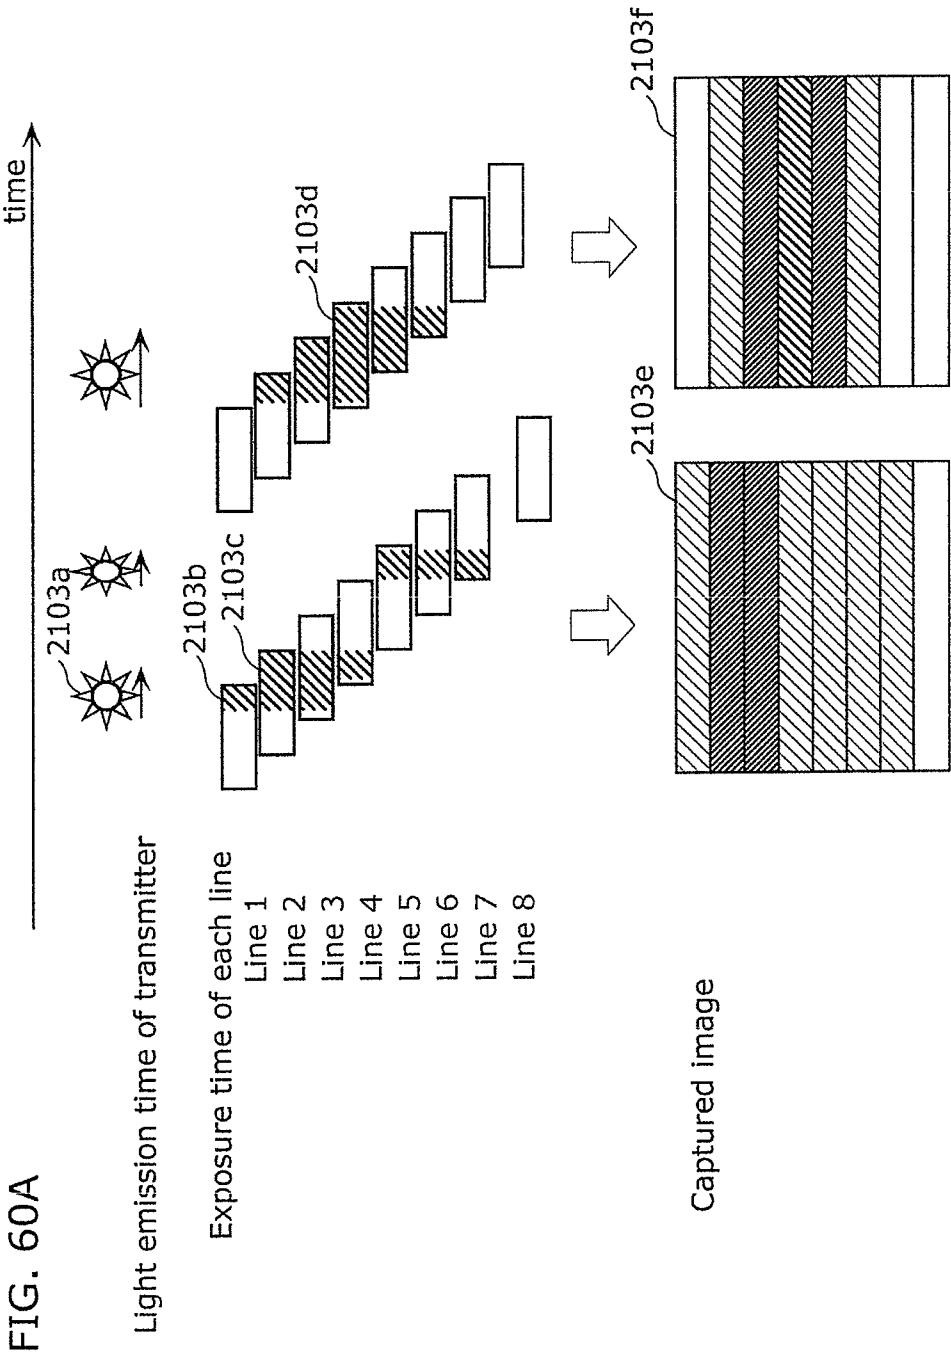 FIG. 60A
time
Light emission time of transmitter
2103a
Exposure time of each line
Line 1
Line 2
Line 3
Line 4
Line 5
Line 6
Line 7
Line 8
2103b
2103c
2103d
Captured image
2103e
2103f